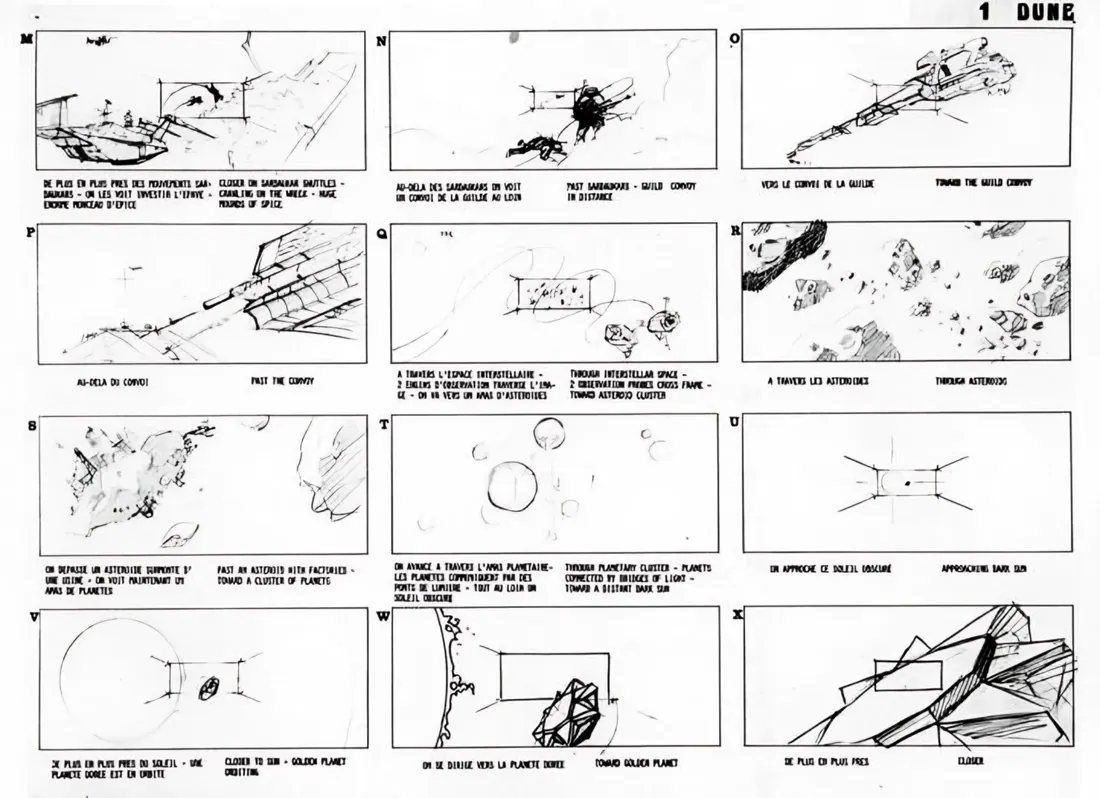 1 DUNE
M
DE PLUS EN PLUS PRES DES MOUVEMENTS SAR-
DAUKARS - ON LES VOIT INVESTIR L'EPAVE -
ENORME MONCEAU D'EPICE
CLOSER ON SARDAUKAR SHUTTLES -
CRAWLING ON THE WRECK - HUGE
MOUNDS OF SPICE
N
AU-DELA DES SARDAUKARS ON VOIT
UN CONVOI DE LA GUILDE AU LOIN
PAST SARDAUKARS - GUILD CONVOY
IN DISTANCE
O
VERS LE CONVOI DE LA GUILDE
TOWARD THE GUILD CONVOY
P
AU-DELA DU CONVOI
PAST THE CONVOY
Q
A TRAVERS L'ESPACE INTERSTELLAIRE -
2 ENGINS D'OBSERVATION TRAVERSE L'IMA-
GE - ON VA VERS UN AMAS D'ASTEROIDES
THROUGH INTERSTELLAR SPACE -
2 OBSERVATION PROBES CROSS FRAME -
TOWARD ASTEROID CLUSTER
R
A TRAVERS LES ASTEROIDES
THROUGH ASTEROIDS
S
ON DEPASSE UN ASTEROIDE SURMONTE D'
UNE USINE - ON VOIT MAINTENANT UN
AMAS DE PLANETES
PAST AN ASTEROID WITH FACTORIES -
TOWARD A CLUSTER OF PLANETS
T
ON AVANCE A TRAVERS L'AMAS PLANETAIRE-
LES PLANETES COMMUNIQUENT PAR DES
PONTS DE LUMIERE - TOUT AU LOIN UN
SOLEIL OBSCURE
THROUGH PLANETARY CLUSTER - PLANETS
CONNECTED BY BRIDGES OF LIGHT -
TOWARD A DISTANT DARK SUN
U
ON APPROCHE CE SOLEIL OBSCURE
APPROACHING DARK SUN
V
DE PLUS EN PLUS PRES DU SOLEIL - UNE
PLANETE DOREE EST EN ORBITE
CLOSER TO SUN - GOLDEN PLANET
ORBITING
W
ON SE DIRIGE VERS LA PLANETE DOREE
TOWARD GOLDEN PLANET
X
DE PLUS EN PLUS PRES
CLOSER